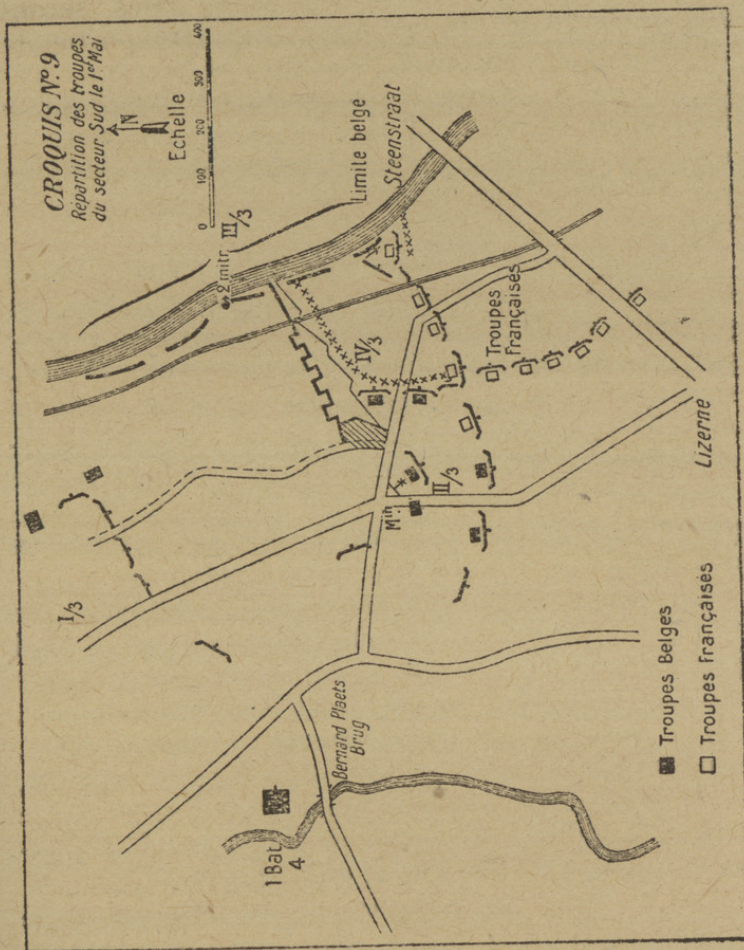 CROQUIS N.º 9
Répartition des troupes
du secteur Sud le 1er Mai
N
Echelle
0 100 200 300 400
2 mitr. III/3
Limite belge
Steenstraat
I/3
IV/3
Troupes
Françaises
Min
II/3
Lizerne
Bernard Plaets
Brug
1 Bat
4
Troupes Belges
Troupes Françaises